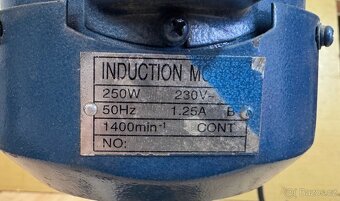 INDUCTION MO
250W 230V~
50Hz 1.25A B
1400min⁻¹ CONT
NO: